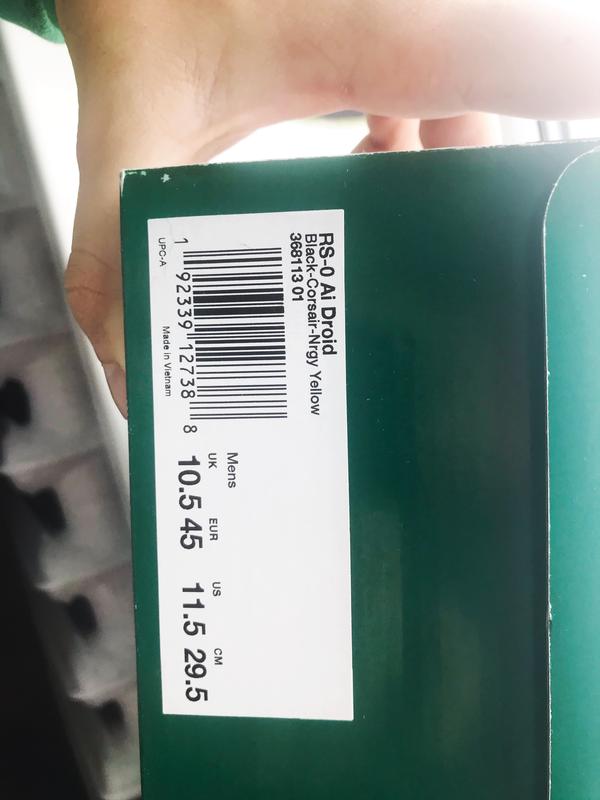 RS-0 Ai Droid
Black-Corsair-Nrgy Yellow
368113 01
1 92339 12738 8
UPC-A
Made in Vietnam
Mens
UK EUR US CM
10.5 45 11.5 29.5